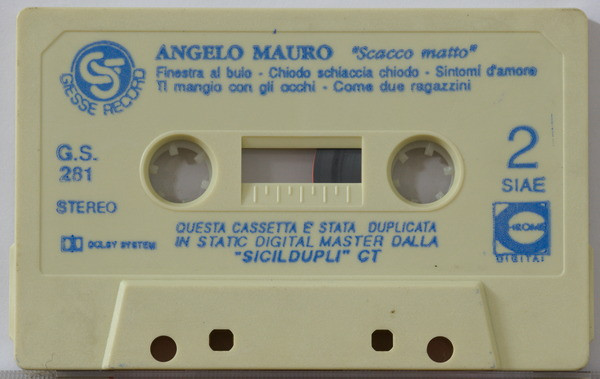 ANGELO MAURO "Scacco matto"
Finestra al buio - Chiodo schiaccia chiodo - Sintomi d'amore
Ti mangio con gli occhi - Come due ragazzini
GS
GIESSE RECORD
G.S.
281
STEREO
DOLBY SYSTEM
2
SIAE
CHROME
DIGITAL
QUESTA CASSETTA E' STATA DUPLICATA
IN STATIC DIGITAL MASTER DALLA
"SICILDUPLI" CT